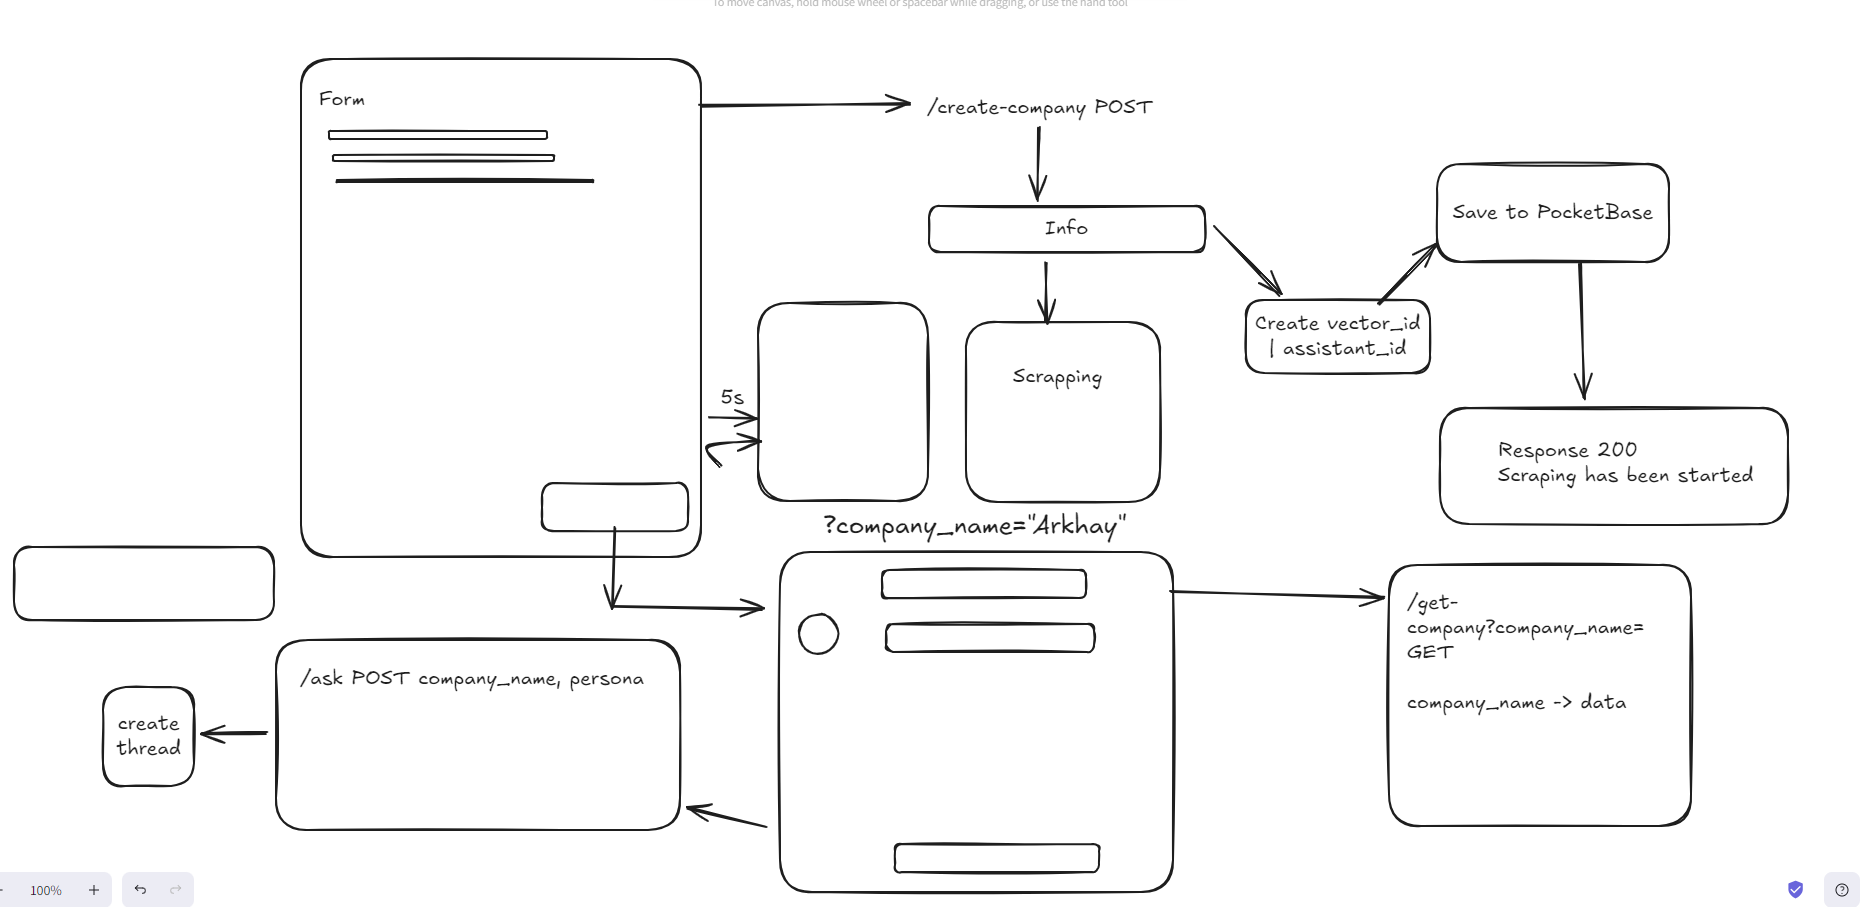 To move canvas, hold mouse wheel or spacebar while dragging, or use the hand tool
Form
/create-company POST
Info
Save to PocketBase
Create vector_id
| assistant_id
Scrapping
5s
Response 200
Scraping has been started
?company_name="Arkhay"
/get-
company?company_name=
GET
company_name -> data
/ask POST company_name, persona
create
thread
100%